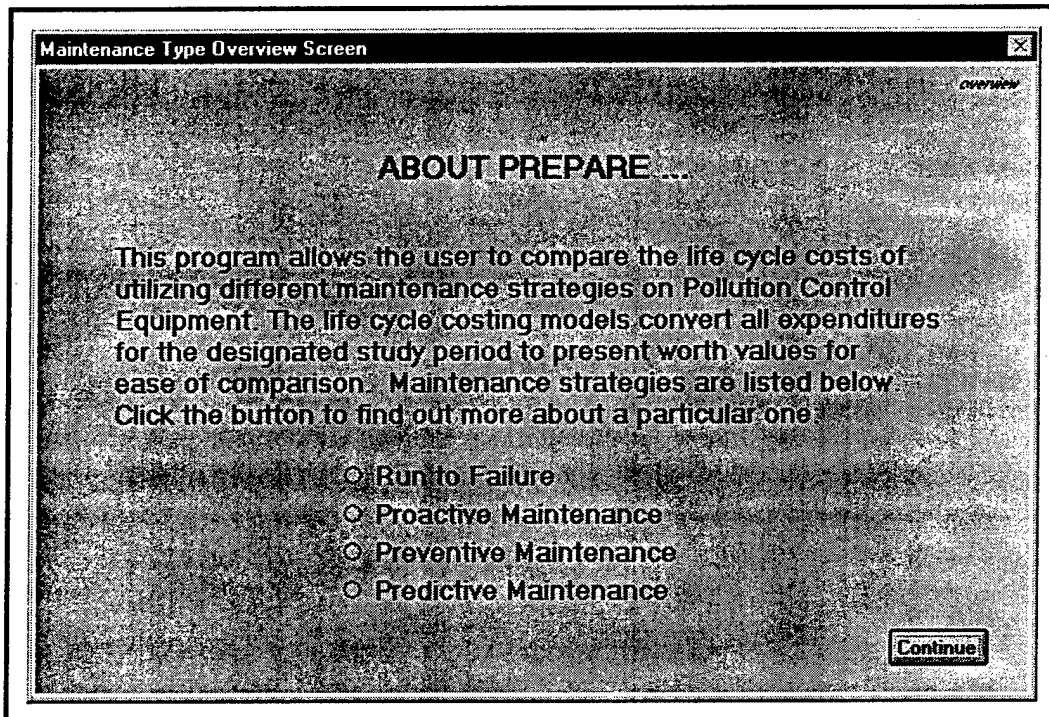 Maintenance Type Overview Screen
overview
ABOUT PREPARE....
This program allows the user to compare the life cycle costs of
utilizing different maintenance strategies on Pollution Control
Equipment. The life cycle costing models convert all expenditures
for the designated study period to present worth values for
ease of comparison. Maintenance strategies are listed below.
Click the button to find out more about a particular one.
Run to Failure
Proactive Maintenance
Preventive Maintenance
Predictive Maintenance
Continue